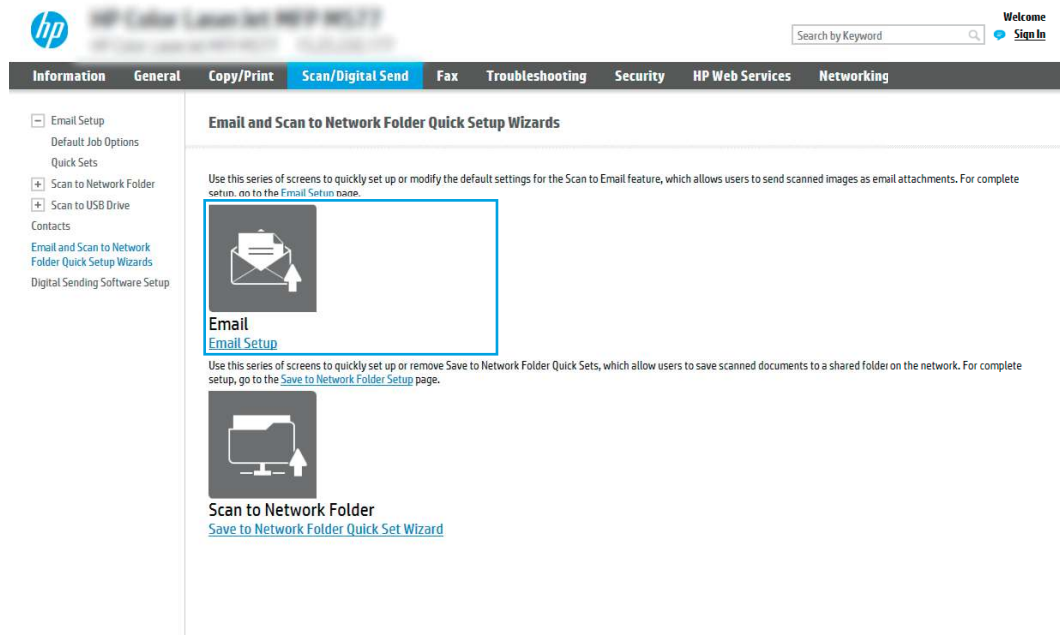 hp
Welcome
Search by Keyword
Sign In
Information General Copy/Print Scan/Digital Send Fax Troubleshooting Security HP Web Services Networking
Email Setup
Default Job Options
Quick Sets
Scan to Network Folder
Scan to USB Drive
Contacts
Email and Scan to Network
Folder Quick Setup Wizards
Digital Sending Software Setup
Email and Scan to Network Folder Quick Setup Wizards
Use this series of screens to quickly set up or modify the default settings for the Scan to Email feature, which allows users to send scanned images as email attachments. For complete
setup, go to the Email Setup page.
Email
Email Setup
Use this series of screens to quickly set up or remove Save to Network Folder Quick Sets, which allow users to save scanned documents to a shared folder on the network. For complete
setup, go to the Save to Network Folder Setup page.
Scan to Network Folder
Save to Network Folder Quick Set Wizard